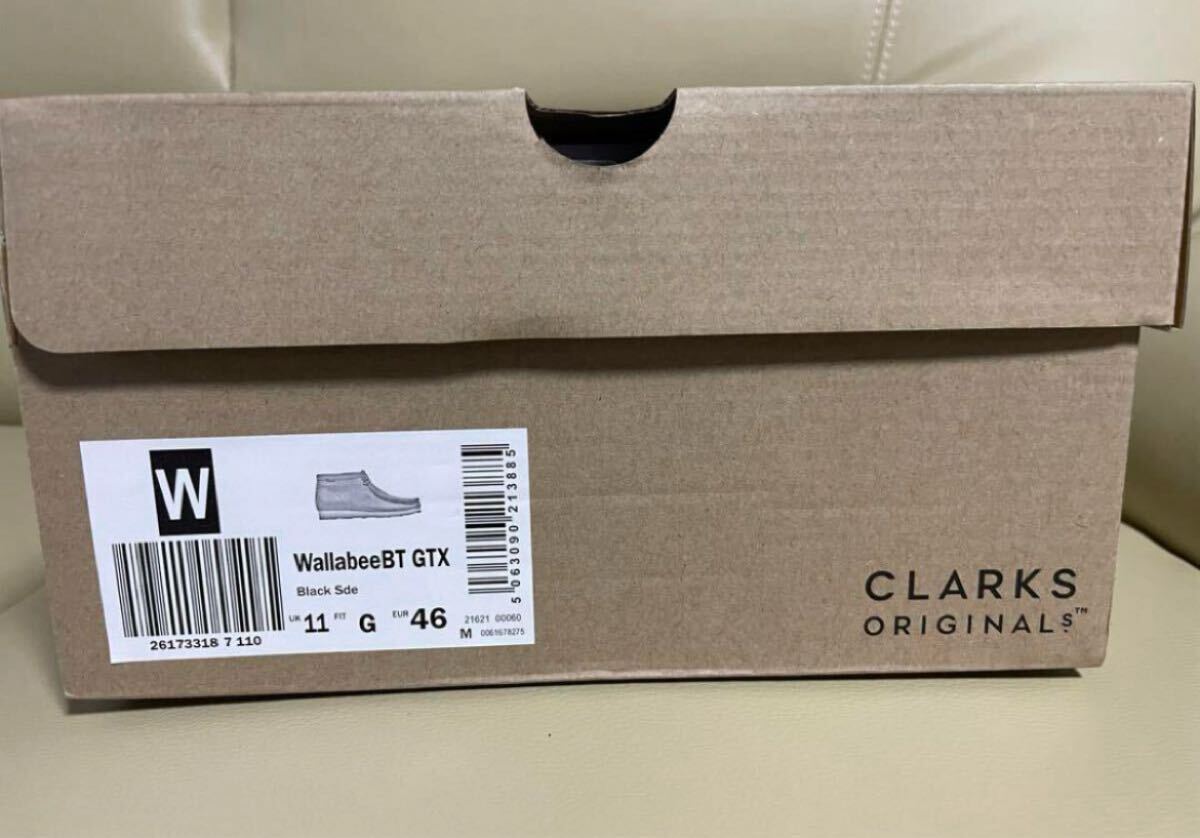 W
WallabeeBT GTX
Black Sde
26173318 7 110
UK 11 FIT G EUR 46
21621 00060
M 0061678275
5 063090 213885
CLARKS
ORIGINALS™